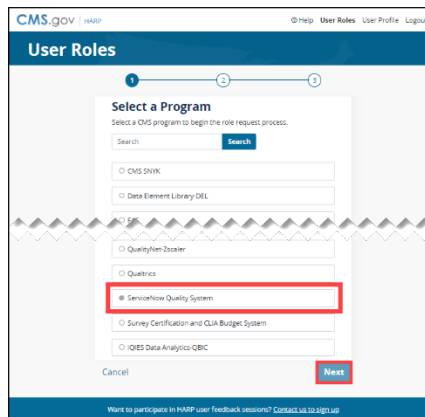 CMS.gov | HARP
Help User Roles User Profile Logout
User Roles
1 2 3
Select a Program
Select a CMS program to begin the role request process.
Search Search
CMS SNYK
Data Element Library-DEL
QualityNet-Zscaler
Qualtrics
ServiceNow Quality System
Survey Certification and CLIA Budget System
IQIES Data Analytics-QBIC
Cancel Next
Want to participate in HARP user feedback sessions? Contact us to sign up